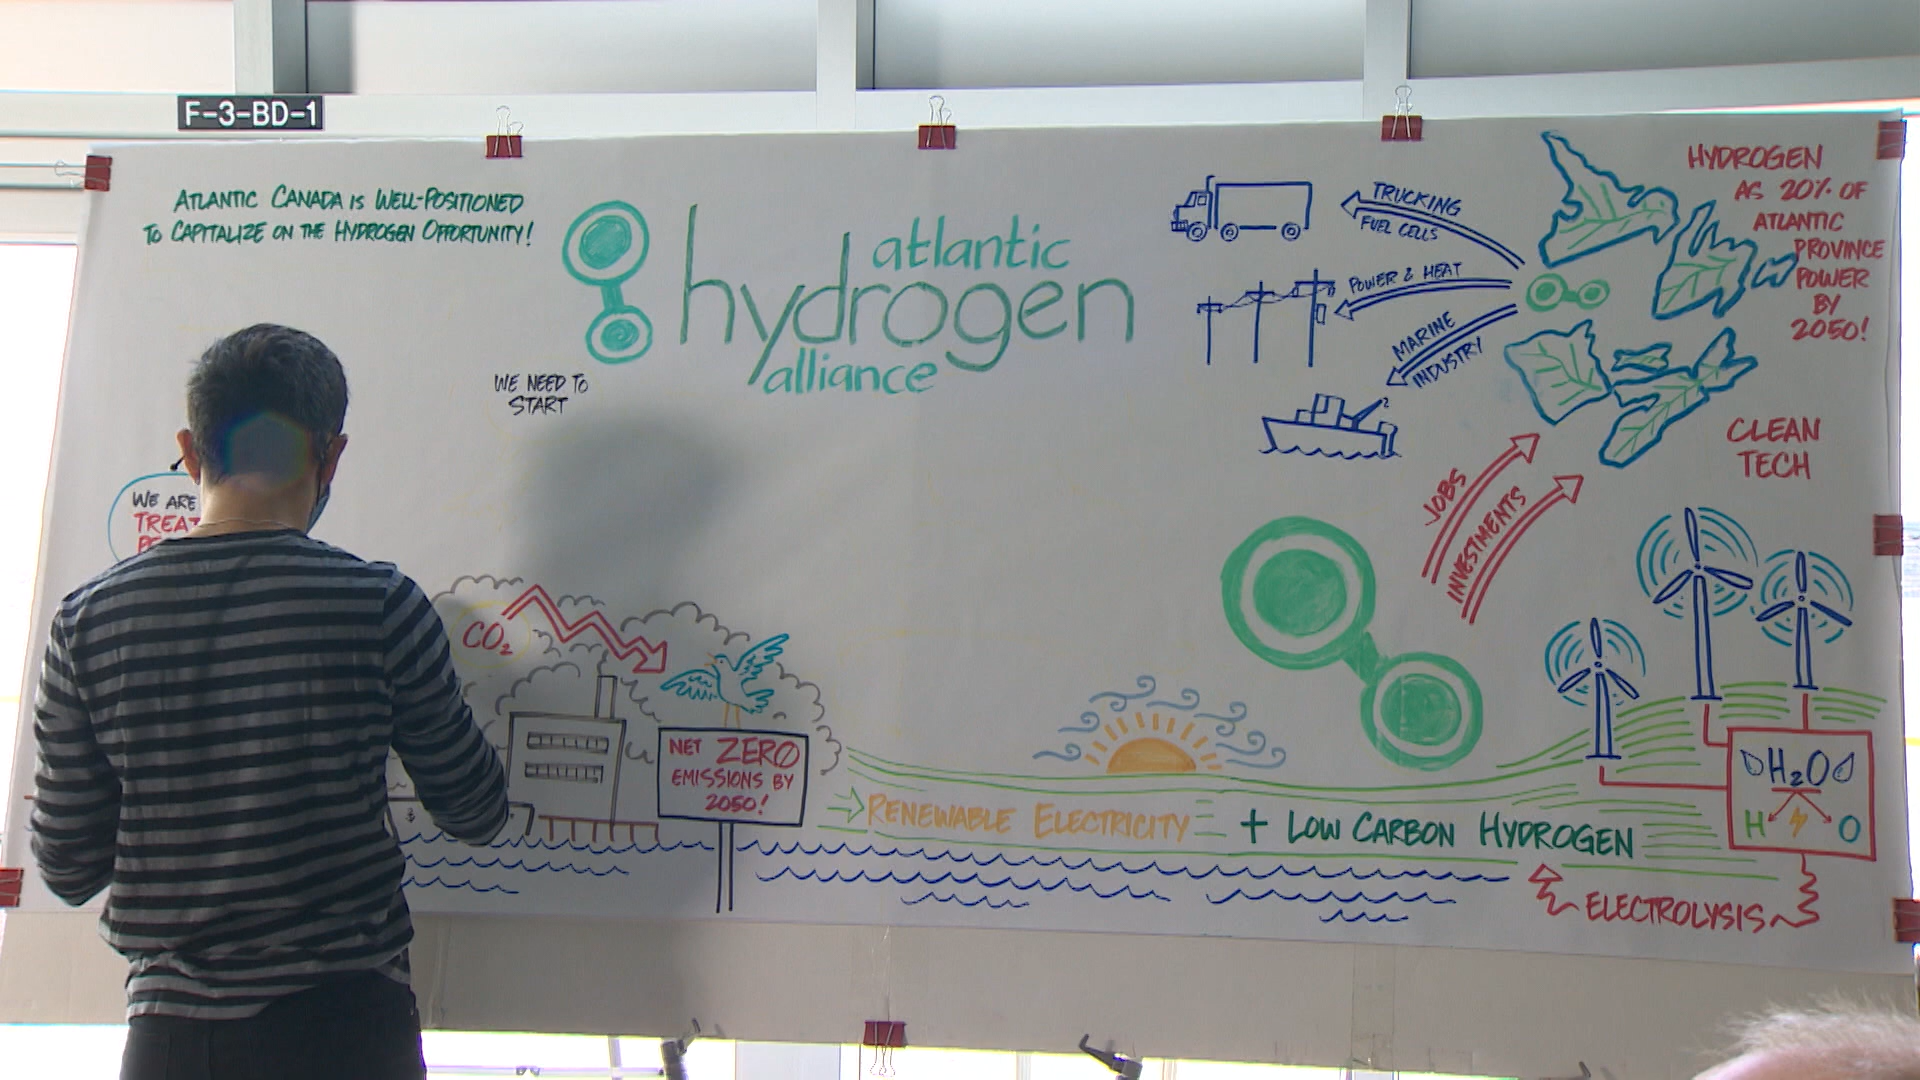 F-3-BD-1
ATLANTIC CANADA IS WELL-POSITIONED
TO CAPITALIZE ON THE HYDROGEN OPPORTUNITY!
atlantic
hydrogen
alliance
WE NEED TO
START
WE ARE
CO2
NET ZERO
EMISSIONS BY
2050!
RENEWABLE ELECTRICITY
+ LOW CARBON HYDROGEN
TRUCKING
FUEL CELLS
POWER & HEAT
MARINE
INDUSTRY
HYDROGEN
AS 20% OF
ATLANTIC
PROVINCE
POWER
BY
2050!
CLEAN
TECH
JOBS
INVESTMENTS
H2O
H
O
ELECTROLYSIS